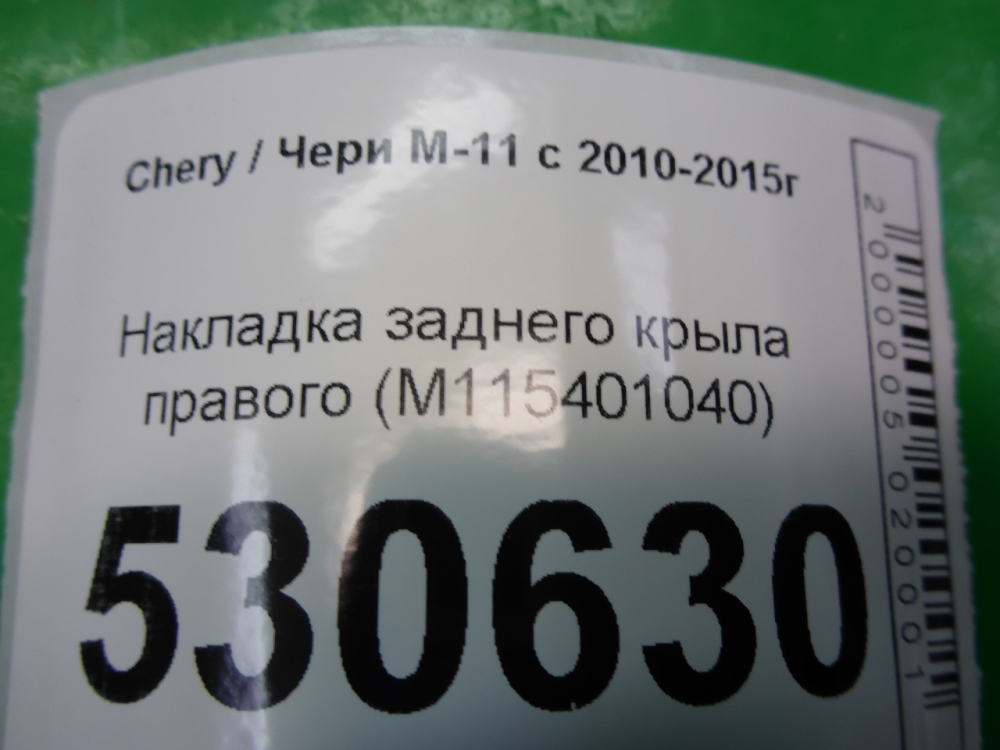 Chery / Чери М-11 с 2010-2015г
Накладка заднего крыла
правого (M115401040)
530630
2000005020001